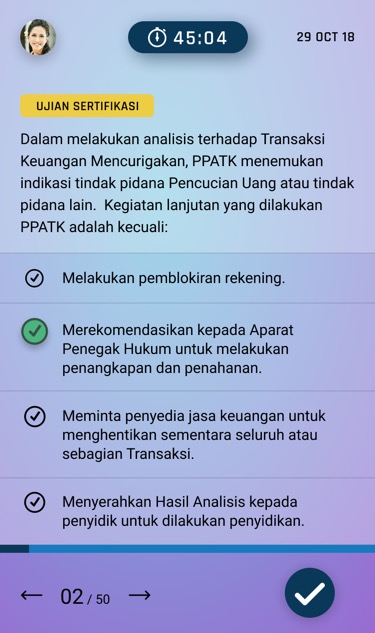 45:04
29 OCT 18
UJIAN SERTIFIKASI
Dalam melakukan analisis terhadap Transaksi
Keuangan Mencurigakan, PPATK menemukan
indikasi tindak pidana Pencucian Uang atau tindak
pidana lain. Kegiatan lanjutan yang dilakukan
PPATK adalah kecuali:
Melakukan pemblokiran rekening.
Merekomendasikan kepada Aparat
Penegak Hukum untuk melakukan
penangkapan dan penahanan.
Meminta penyedia jasa keuangan untuk
menghentikan sementara seluruh atau
sebagian Transaksi.
Menyerahkan Hasil Analisis kepada
penyidik untuk dilakukan penyidikan.
02 / 50